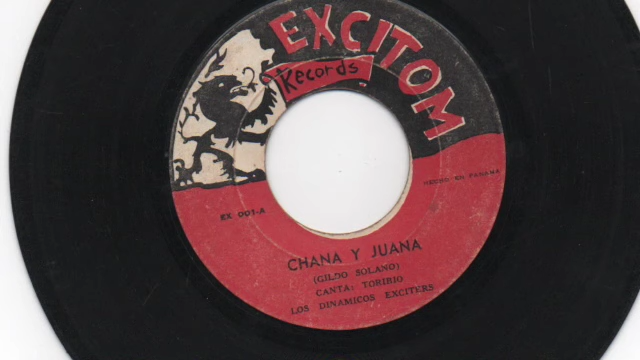 EXCITOM
Records
HECHO EN PANAMA
EX 001-A
CHANA Y JUANA
(GILDO SOLANO)
CANTA: TORIBIO
LOS DINAMICOS EXCITERS